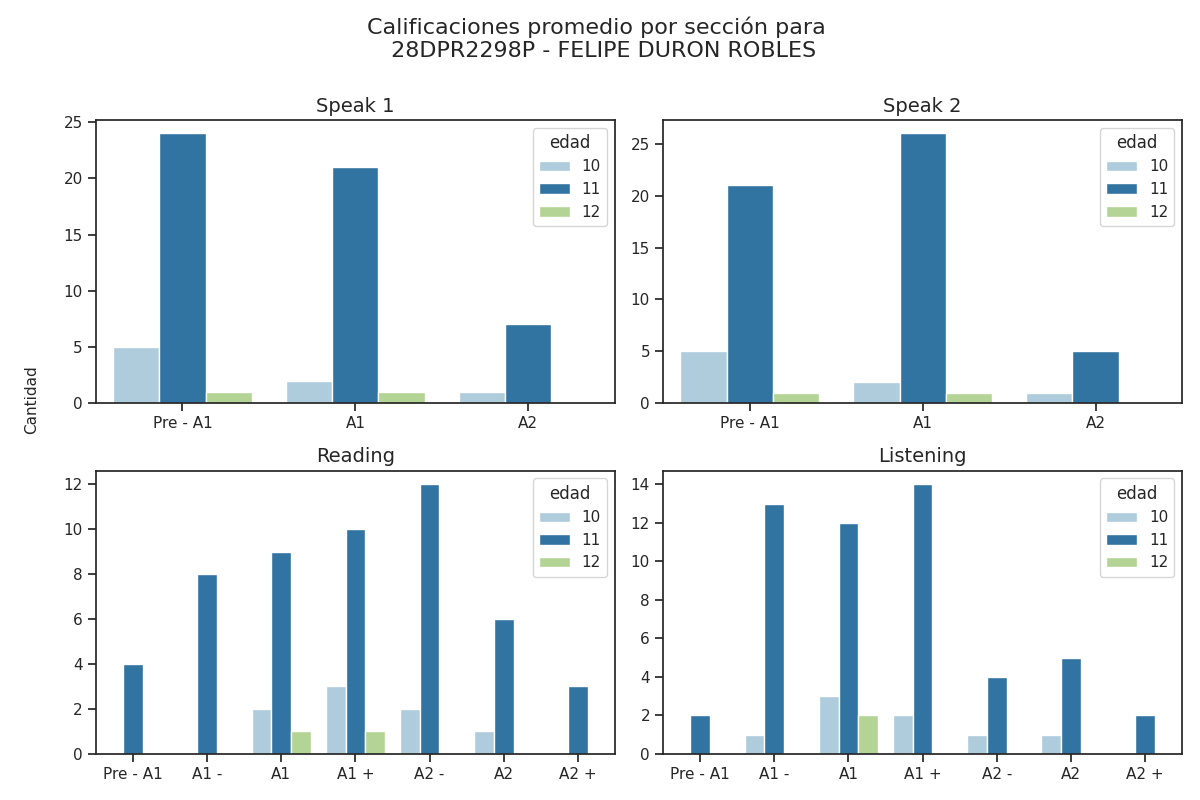 Calificaciones promedio por sección para
28DPR2298P - FELIPE DURON ROBLES
Speak 1
25
20
15
10
5
0
Pre - A1
A1
A2
edad
10
11
12
Speak 2
25
20
15
10
5
0
Pre - A1
A1
A2
edad
10
11
12
Cantidad
Reading
12
10
8
6
4
2
0
Pre - A1
A1 -
A1
A1 +
A2 -
A2
A2 +
edad
10
11
12
Listening
14
12
10
8
6
4
2
0
Pre - A1
A1 -
A1
A1 +
A2 -
A2
A2 +
edad
10
11
12